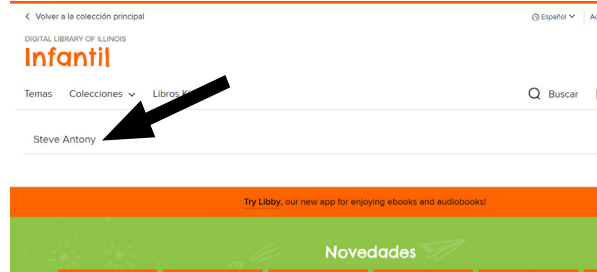 Volver a la colección principal
Español
DIGITAL LIBRARY OF ILLINOIS
Infantil
Temas Colecciones Libros Buscar
Steve Antony
Try Libby, our new app for enjoying ebooks and audiobooks!
Novedades